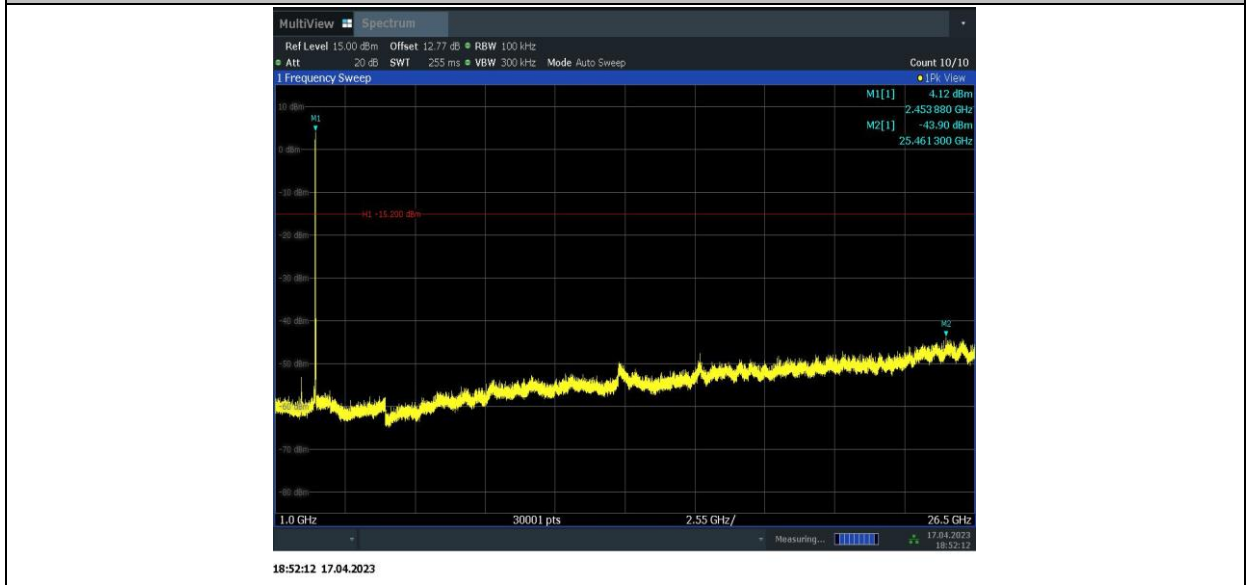 MultiView Spectrum
Ref Level 15.00 dBm Offset 12.77 dB RBW 100 kHz
Att 20 dB SWT 255 ms VBW 300 kHz Mode Auto Sweep Count 10/10
1 Frequency Sweep 1Pk View
M1[1] 4.12 dBm
2.453 880 GHz
M2[1] -43.90 dBm
25.461 300 GHz
10 dBm
M1
0 dBm
-10 dBm
H1 -15.200 dBm
-20 dBm
-30 dBm
-40 dBm
M2
-50 dBm
-60 dBm
-70 dBm
-80 dBm
1.0 GHz 30001 pts 2.55 GHz/ 26.5 GHz
Measuring... 17.04.2023
18:52:12
18:52:12 17.04.2023